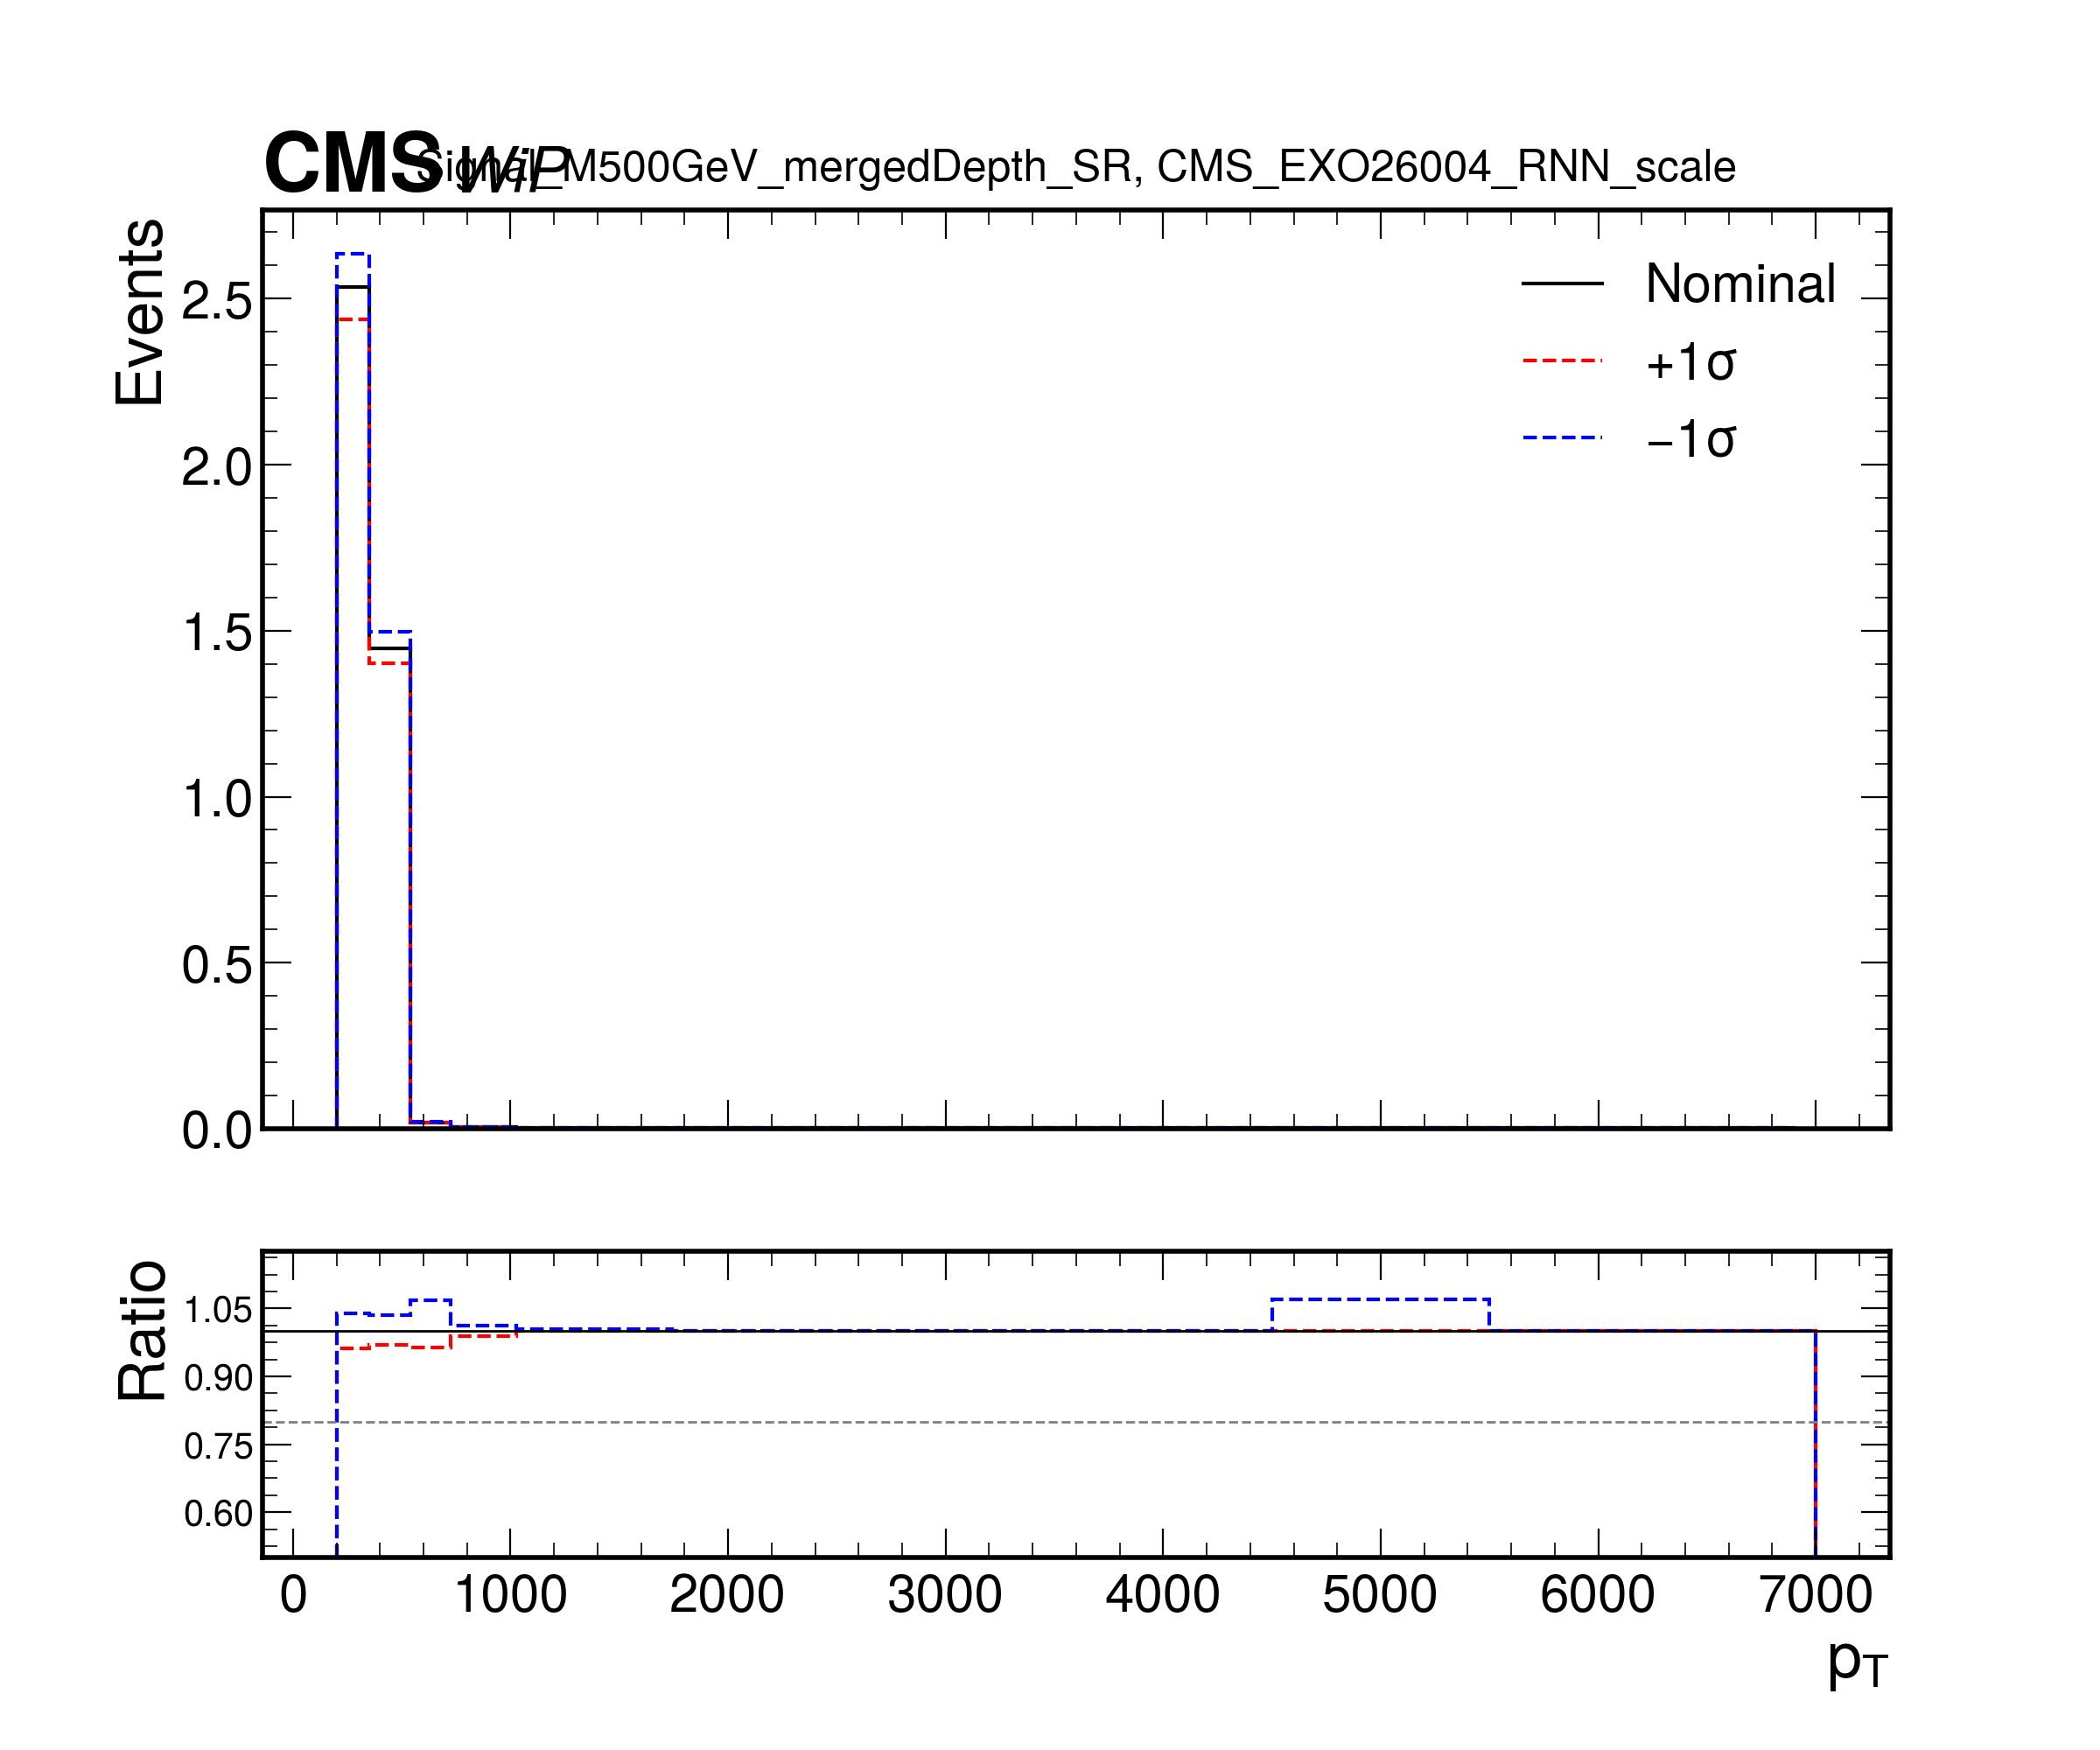 CMS WiP
Signal_M500GeV_mergedDepth_SR, CMS_EXO26004_RNN_scale
Events
2.5
2.0
1.5
1.0
0.5
0.0
Nominal
+1σ
−1σ
Ratio
1.05
0.90
0.75
0.60
0 1000 2000 3000 4000 5000 6000 7000
pT